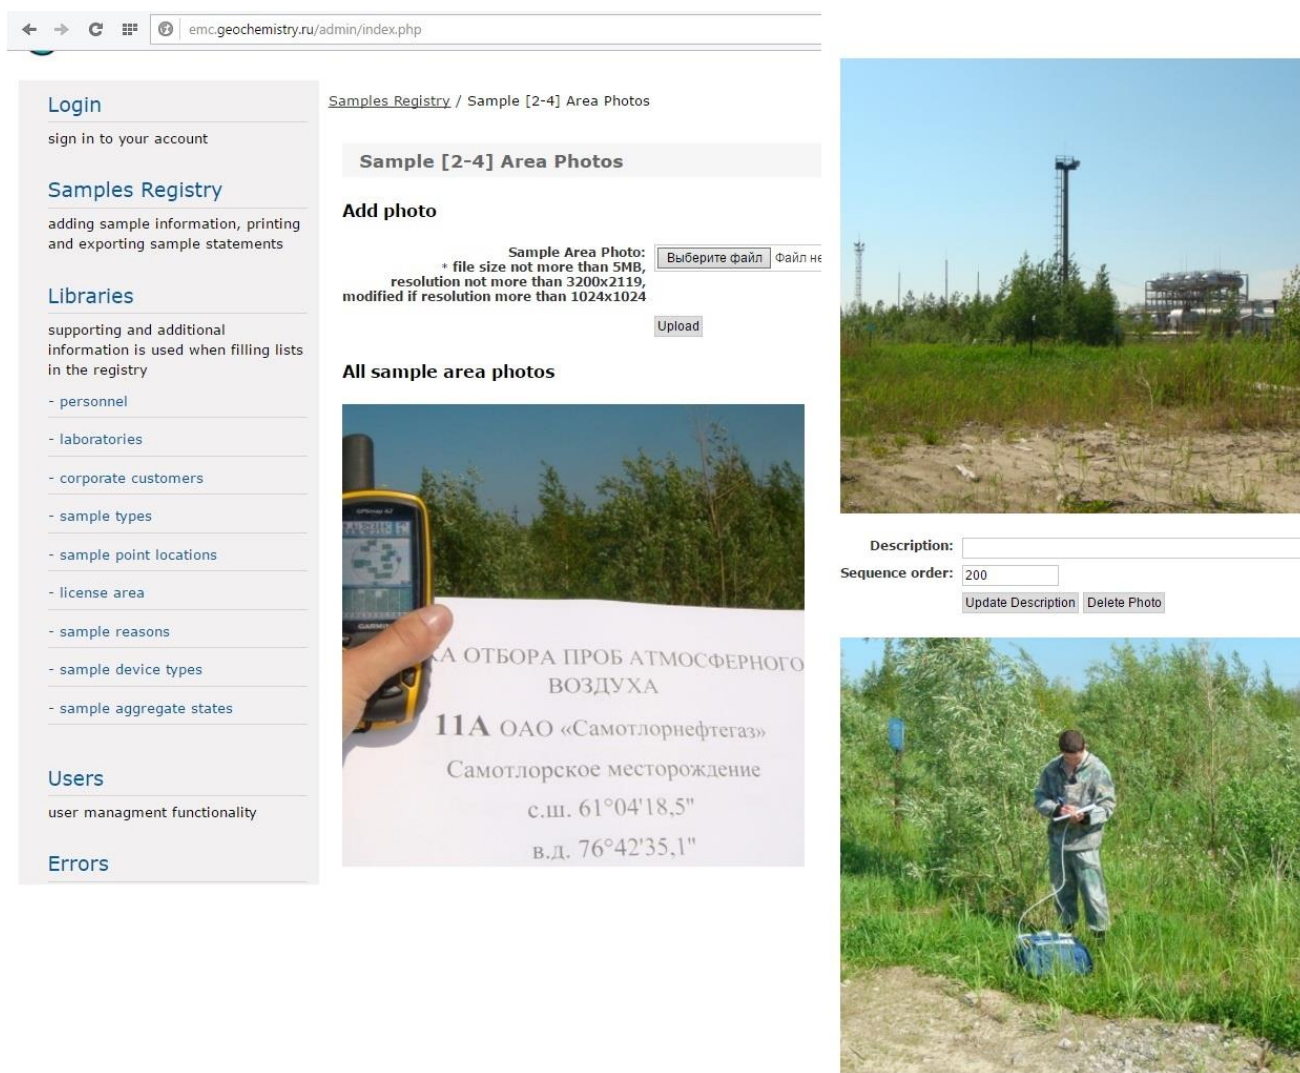 emc.geochemistry.ru/admin/index.php
Login
sign in to your account
Samples Registry
adding sample information, printing
and exporting sample statements
Libraries
supporting and additional
information is used when filling lists
in the registry
- personnel
- laboratories
- corporate customers
- sample types
- sample point locations
- license area
- sample reasons
- sample device types
- sample aggregate states
Users
user managment functionality
Errors
Samples Registry / Sample [2-4] Area Photos
Sample [2-4] Area Photos
Add photo
Sample Area Photo:
* file size not more than 5MB,
resolution not more than 3200x2119,
modified if resolution more than 1024x1024
Выберите файл Файл не
Upload
All sample area photos
GARMIN
КА ОТБОРА ПРОБ АТМОСФЕРНОГО
ВОЗДУХА
11А ОАО «Самотлорнефтегаз»
Самотлорское месторождение
с.ш. 61°04'18,5"
в.д. 76°42'35,1"
Description:
Sequence order: 200
Update Description Delete Photo